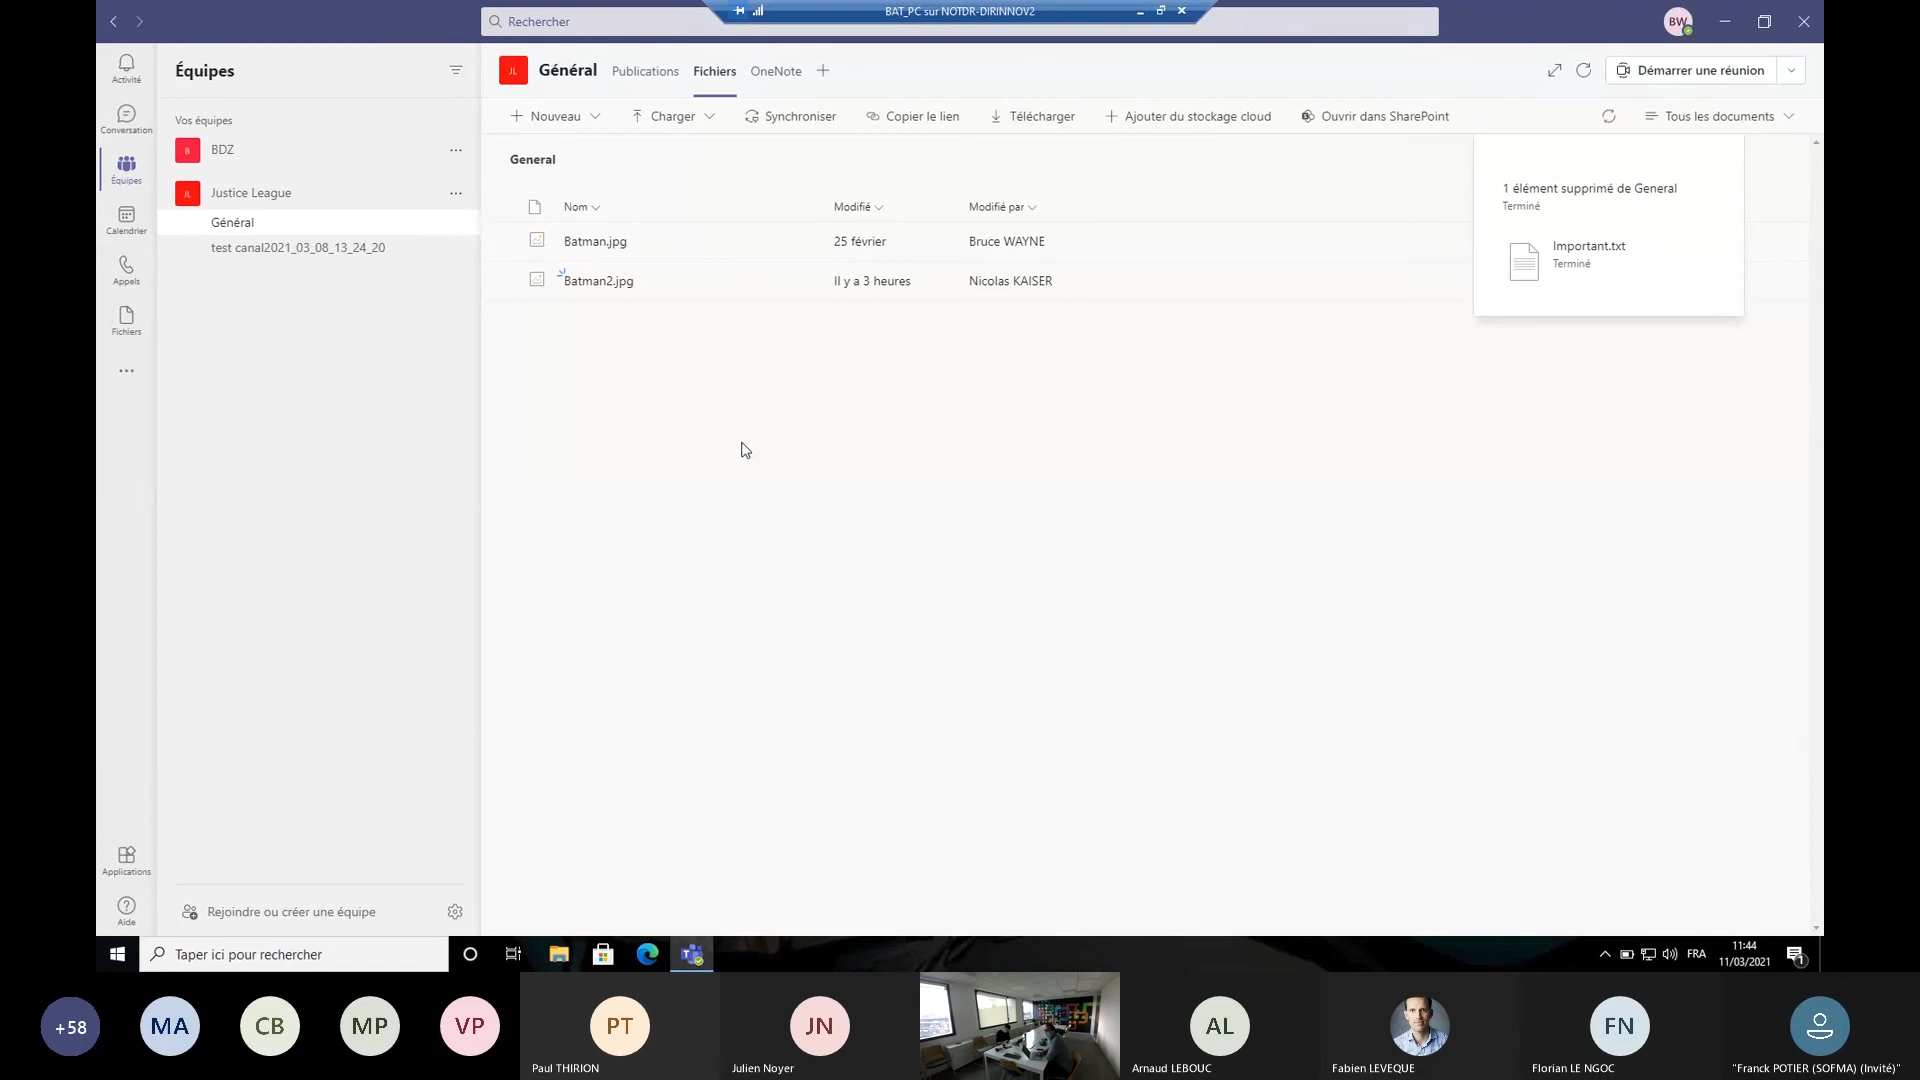 Rechercher
BAT_PC sur NOTDR-DIRINNOV2
BW
Activité
Conversation
Équipes
Calendrier
Appels
Fichiers
Applications
Aide
Équipes
Vos équipes
B BDZ
JL Justice League
Général
test canal2021_03_08_13_24_20
Rejoindre ou créer une équipe
JL Général Publications Fichiers OneNote
Démarrer une réunion
Nouveau Charger Synchroniser Copier le lien Télécharger Ajouter du stockage cloud Ouvrir dans SharePoint Tous les documents
General
Nom Modifié Modifié par
Batman.jpg 25 février Bruce WAYNE
Batman2.jpg Il y a 3 heures Nicolas KAISER
1 élément supprimé de General
Terminé
Important.txt
Terminé
Taper ici pour rechercher
FRA
11:44
11/03/2021
1
+58 MA CB MP VP PT JN AL FN
Paul THIRION Julien Noyer Arnaud LEBOUC Fabien LEVEQUE Florian LE NGOC "Franck POTIER (SOFMA) (Invité)"